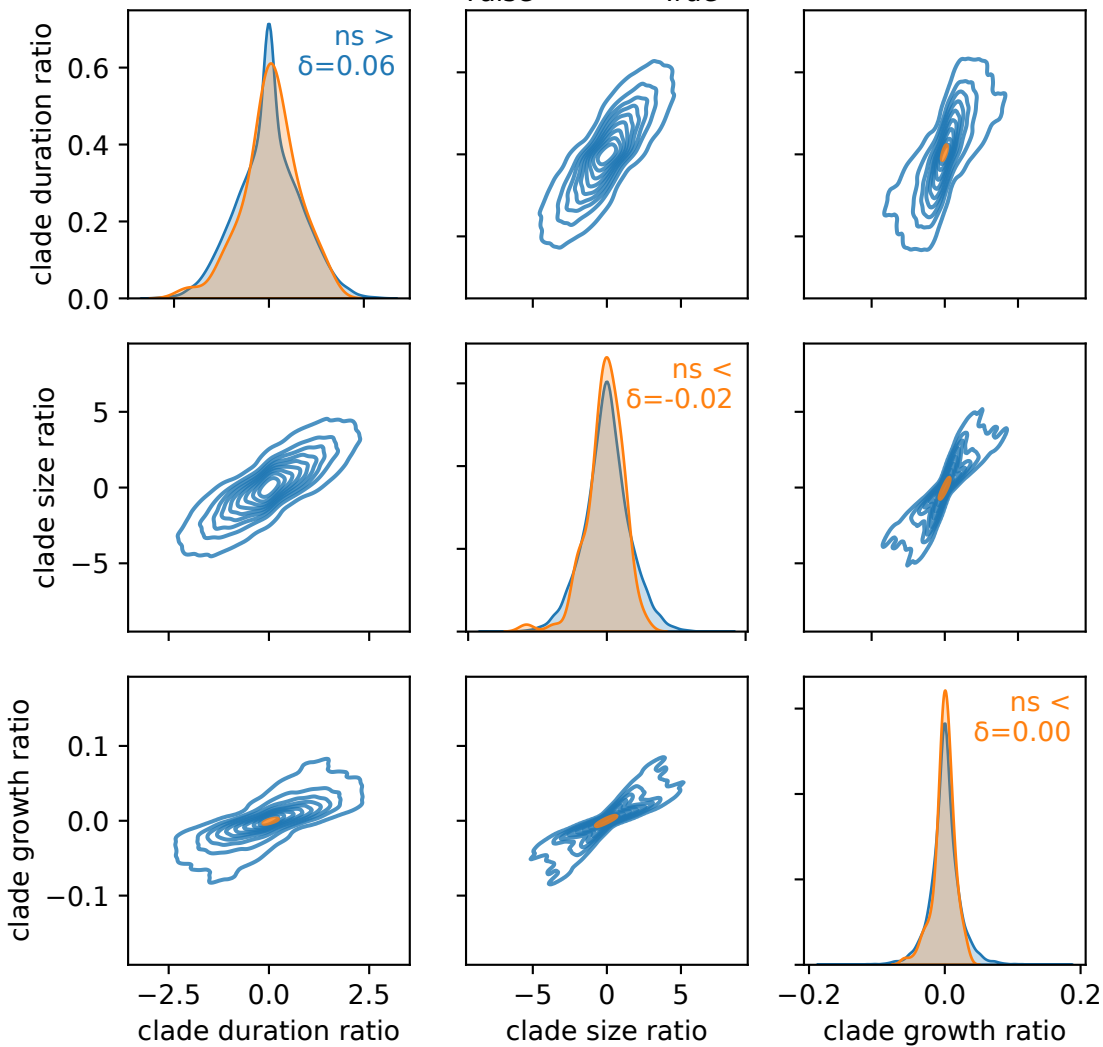 clade duration ratio
0.6
0.4
0.2
0.0
ns >
δ=0.06
clade size ratio
5
0
−5
ns <
δ=-0.02
clade growth ratio
0.1
0.0
−0.1
ns <
δ=0.00
−2.5 0.0 2.5
clade duration ratio
−5 0 5
clade size ratio
−0.2 0.0 0.2
clade growth ratio